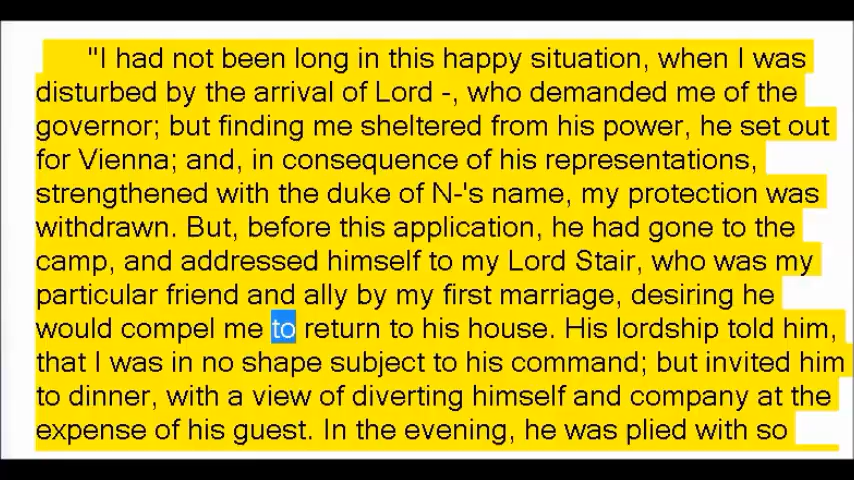 "I had not been long in this happy situation, when I was
disturbed by the arrival of Lord -, who demanded me of the
governor; but finding me sheltered from his power, he set out
for Vienna; and, in consequence of his representations,
strengthened with the duke of N-'s name, my protection was
withdrawn. But, before this application, he had gone to the
camp, and addressed himself to my Lord Stair, who was my
particular friend and ally by my first marriage, desiring he
would compel me to return to his house. His lordship told him,
that I was in no shape subject to his command; but invited him
to dinner, with a view of diverting himself and company at the
expense of his guest. In the evening, he was plied with so